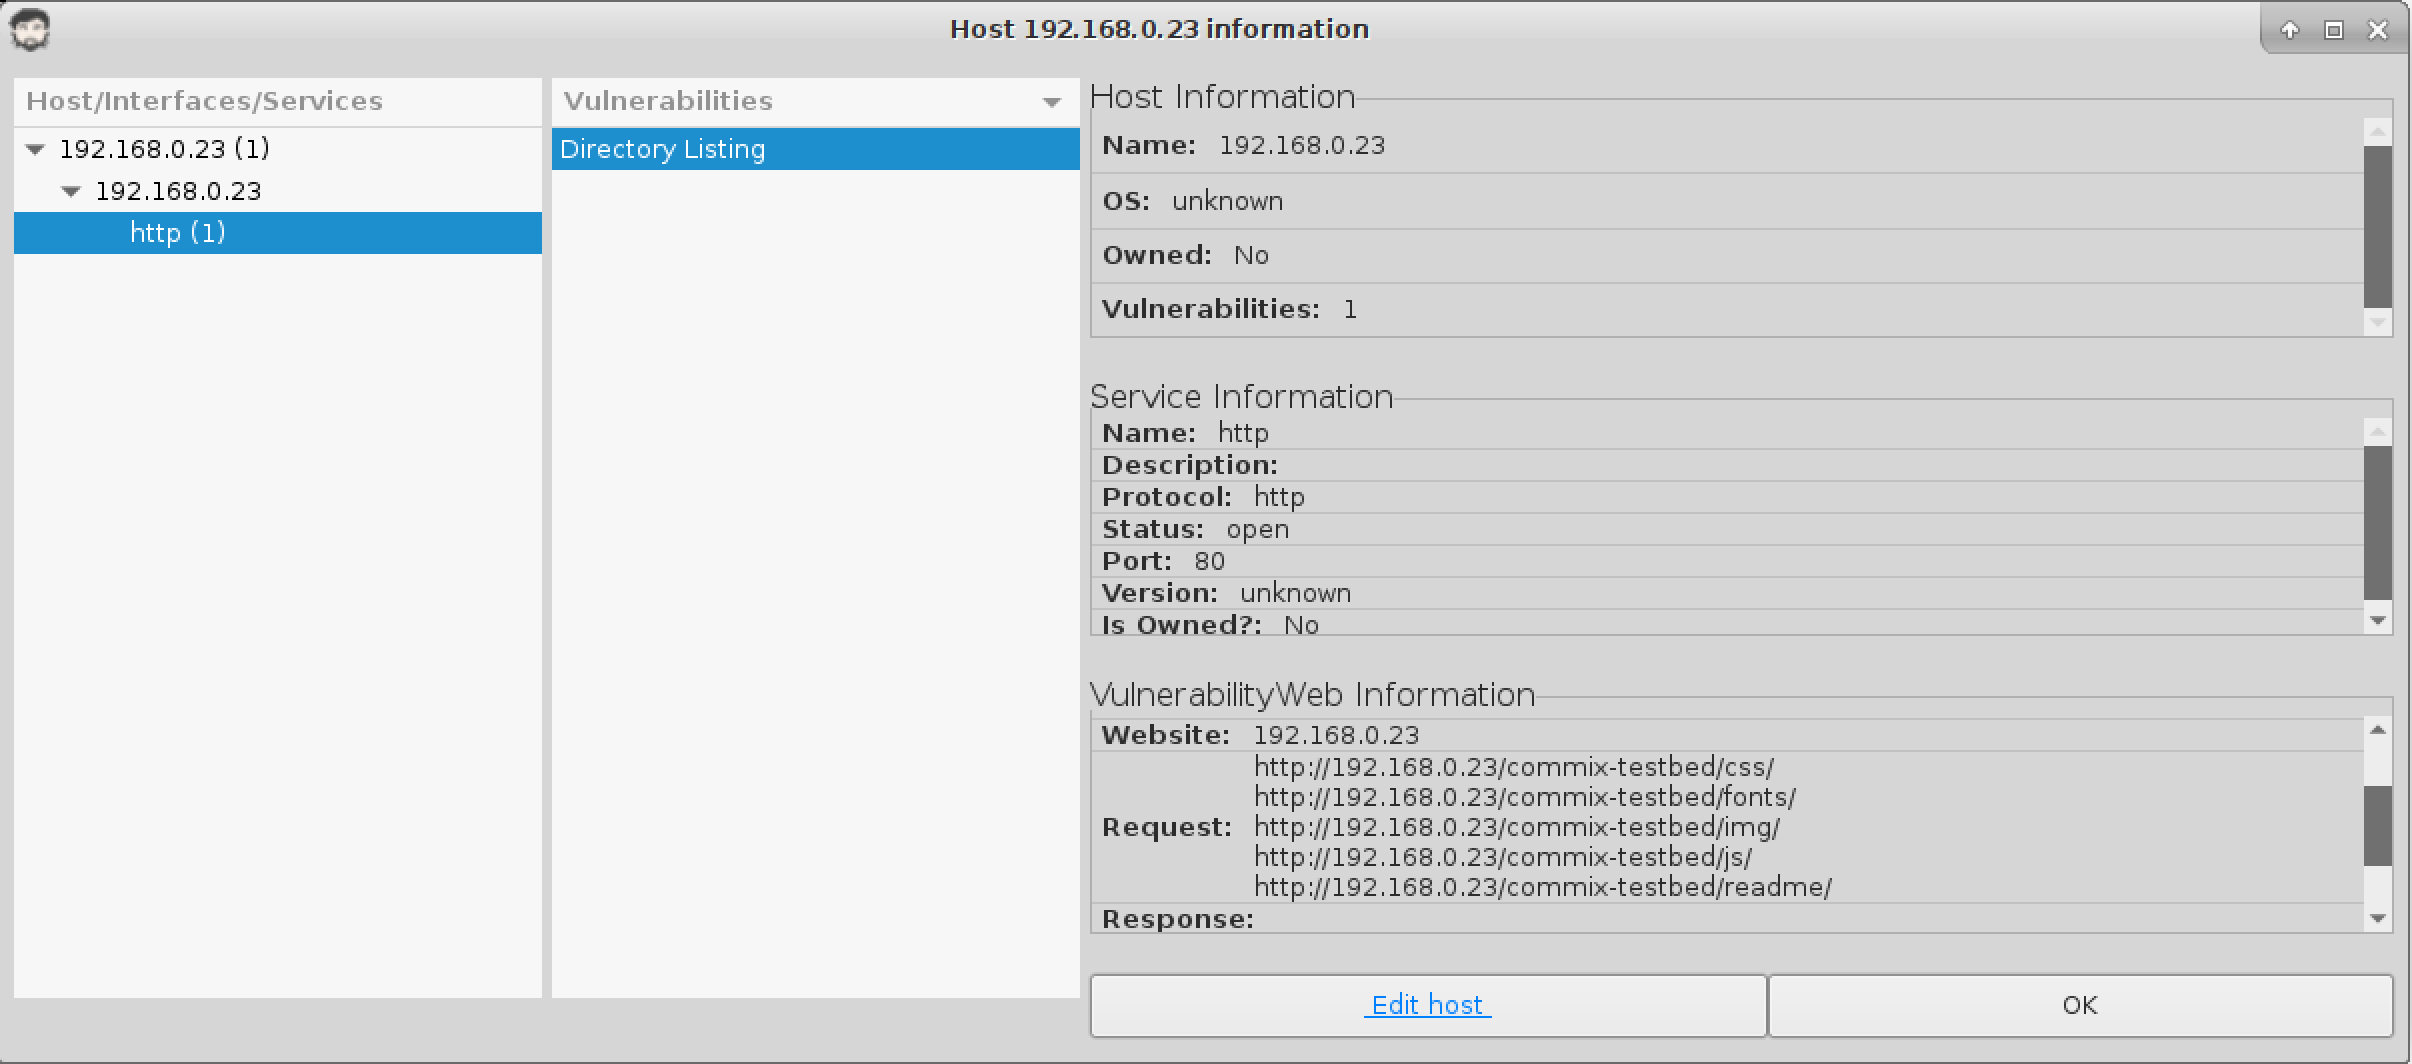 Host 192.168.0.23 information
Host/Interfaces/Services
192.168.0.23 (1)
192.168.0.23
http (1)
Vulnerabilities
Directory Listing
Host Information
Name: 192.168.0.23
OS: unknown
Owned: No
Vulnerabilities: 1
Service Information
Name: http
Description:
Protocol: http
Status: open
Port: 80
Version: unknown
Is Owned?: No
VulnerabilityWeb Information
Website: 192.168.0.23
Request:
http://192.168.0.23/commix-testbed/css/
http://192.168.0.23/commix-testbed/fonts/
http://192.168.0.23/commix-testbed/img/
http://192.168.0.23/commix-testbed/js/
http://192.168.0.23/commix-testbed/readme/
Response:
Edit host
OK